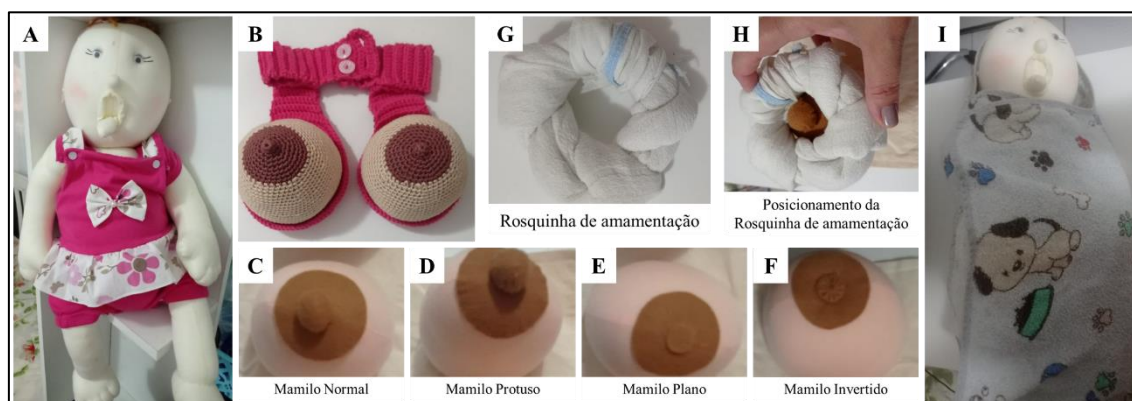 A
B
G
H
I
Rosquinha de amamentação
Posicionamento da
Rosquinha de amamentação
C
D
E
F
Mamilo Normal
Mamilo Protuso
Mamilo Plano
Mamilo Invertido